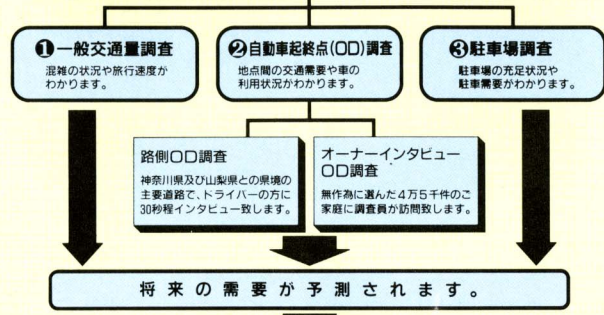 ❶一般交通量調査
混雑の状況や旅行速度が
わかります。
❷自動車起終点(OD)調査
地点間の交通需要や車の
利用状況がわかります。
❸駐車場調査
駐車場の充足状況や
駐車需要がわかります。
路側OD調査
神奈川県及び山梨県との県境の
主要道路で、ドライバーの方に
30秒程インタビュー致します。
オーナーインタビュー
OD調査
無作為に選んだ4万5千件のご
家庭に調査員が訪問致します。
将来の需要が予測されます。